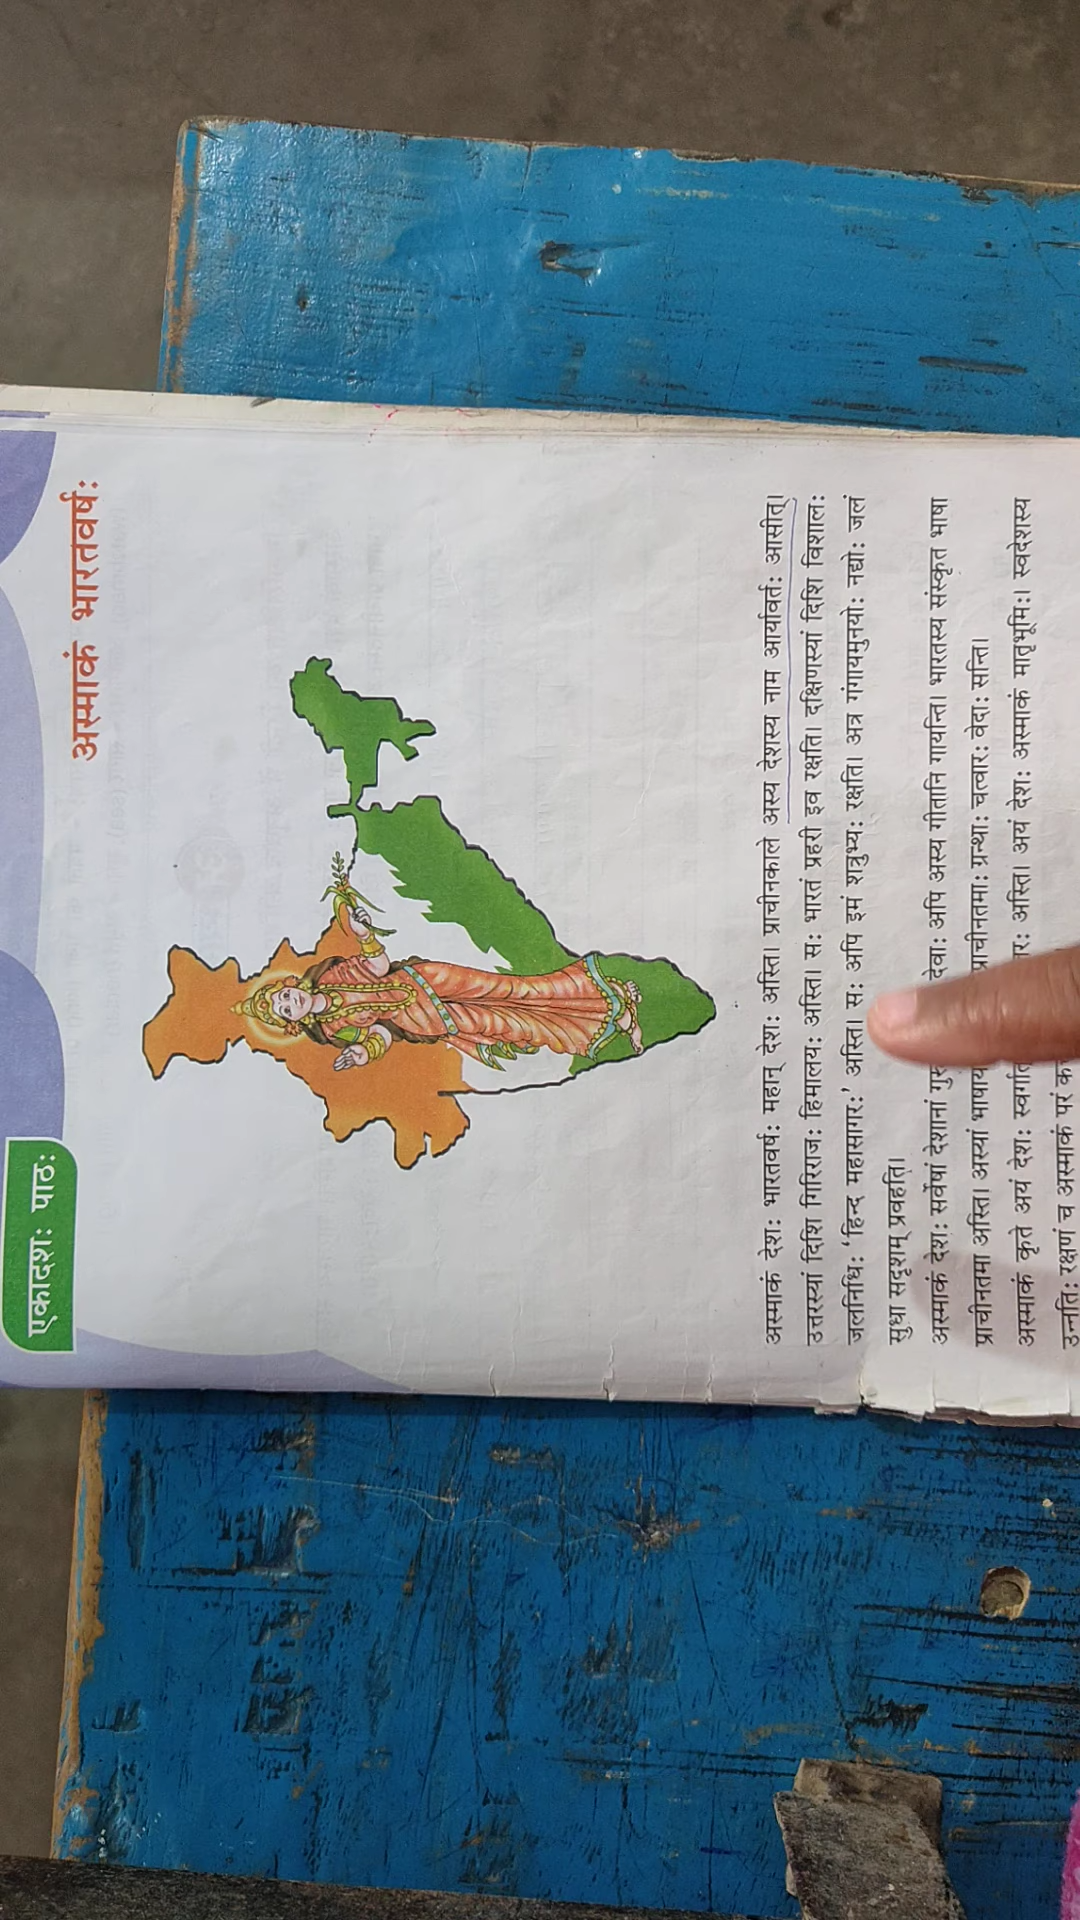 एकादशः पाठः
अस्माकं भारतवर्षः
अस्माकं देशः भारतवर्षः महान् देशः अस्ति। प्राचीनकाले अस्य देशस्य नाम आर्यावर्तः आसीत्।
उत्तरस्यां दिशि गिरिराजः हिमालयः अस्ति। सः भारतं प्रहरी इव रक्षति। दक्षिणस्यां दिशि विशालः
जलनिधिः 'हिन्द महासागरः' अस्ति। सः अपि इमं शत्रुभ्यः रक्षति। अत्र गंगायमुनयोः नद्योः जलं
सुधा सदृशम् प्रवहति।
अस्माकं देशः सर्वेषां देशानां देवाः अपि अस्य गीतानि गायन्ति। भारतस्य संस्कृत भाषा
प्राचीनतमा अस्ति। अस्यां भाषायां प्राचीनतमाः ग्रन्थाः चत्वारः वेदाः सन्ति।
अस्माकं कृते अयं देशः अस्ति। अयं देशः अस्माकं मातृभूमिः। स्वदेशस्य
उन्नतिः रक्षणं च अस्माकं परं